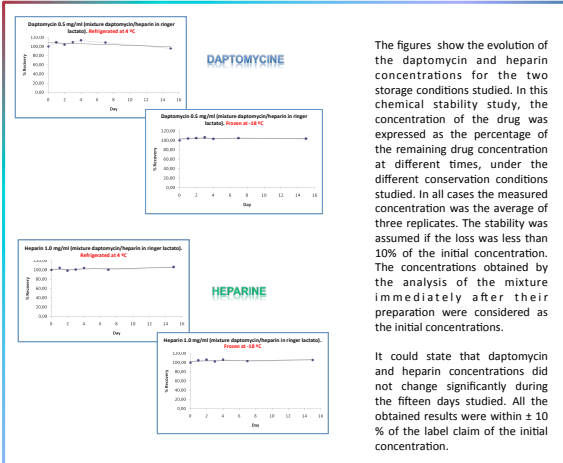 Daptomycin 0.5 mg/ml (mixture daptomycin/heparin in ringer
lactato). Refrigerated at 4 ºC
120,00
100,00
80,00
60,00
40,00
20,00
0,00
% Recovery
0 2 4 6 8 10 12 14 16
Day
DAPTOMYCINE
Daptomycin 0.5 mg/ml (mixture daptomycin/heparin in ringer
lactato). Frozen at -18 ºC
120,00
100,00
80,00
60,00
40,00
20,00
0,00
% Recovery
0 2 4 6 8 10 12 14 16
Day
Heparin 1.0 mg/ml (mixture daptomycin/heparin in ringer lactato).
Refrigerated at 4 ºC
120,00
100,00
80,00
60,00
40,00
20,00
0,00
% Recovery
0 2 4 6 8 10 12 14 16
Day
HEPARINE
Heparin 1.0 mg/ml (mixture daptomycin/heparin in ringer lactato).
Frozen at -18 ºC
120,00
100,00
80,00
60,00
40,00
20,00
0,00
% Recovery
0 2 4 6 8 10 12 14 16
Day
The figures show the evolution of
the daptomycin and heparin
concentrations for the two
storage conditions studied. In this
chemical stability study, the
concentration of the drug was
expressed as the percentage of
the remaining drug concentration
at different times, under the
different conservation conditions
studied. In all cases the measured
concentration was the average of
three replicates. The stability was
assumed if the loss was less than
10% of the initial concentration.
The concentrations obtained by
the analysis of the mixture
immediately after their
preparation were considered as
the initial concentrations.
It could state that daptomycin
and heparin concentrations did
not change significantly during
the fifteen days studied. All the
obtained results were within ± 10
% of the label claim of the initial
concentration.